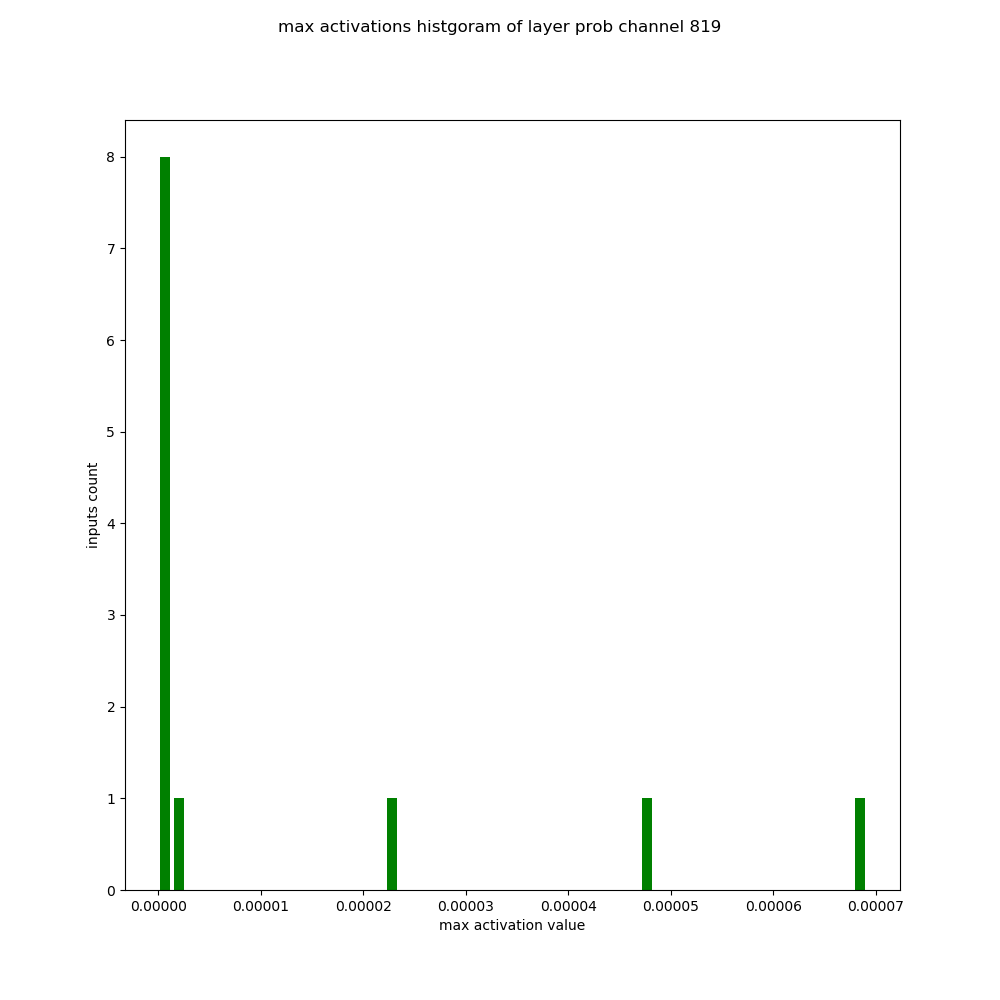 max activations histgoram of layer prob channel 819
8
7
6
5
4
3
2
1
0
inputs count
0.00000 0.00001 0.00002 0.00003 0.00004 0.00005 0.00006 0.00007
max activation value